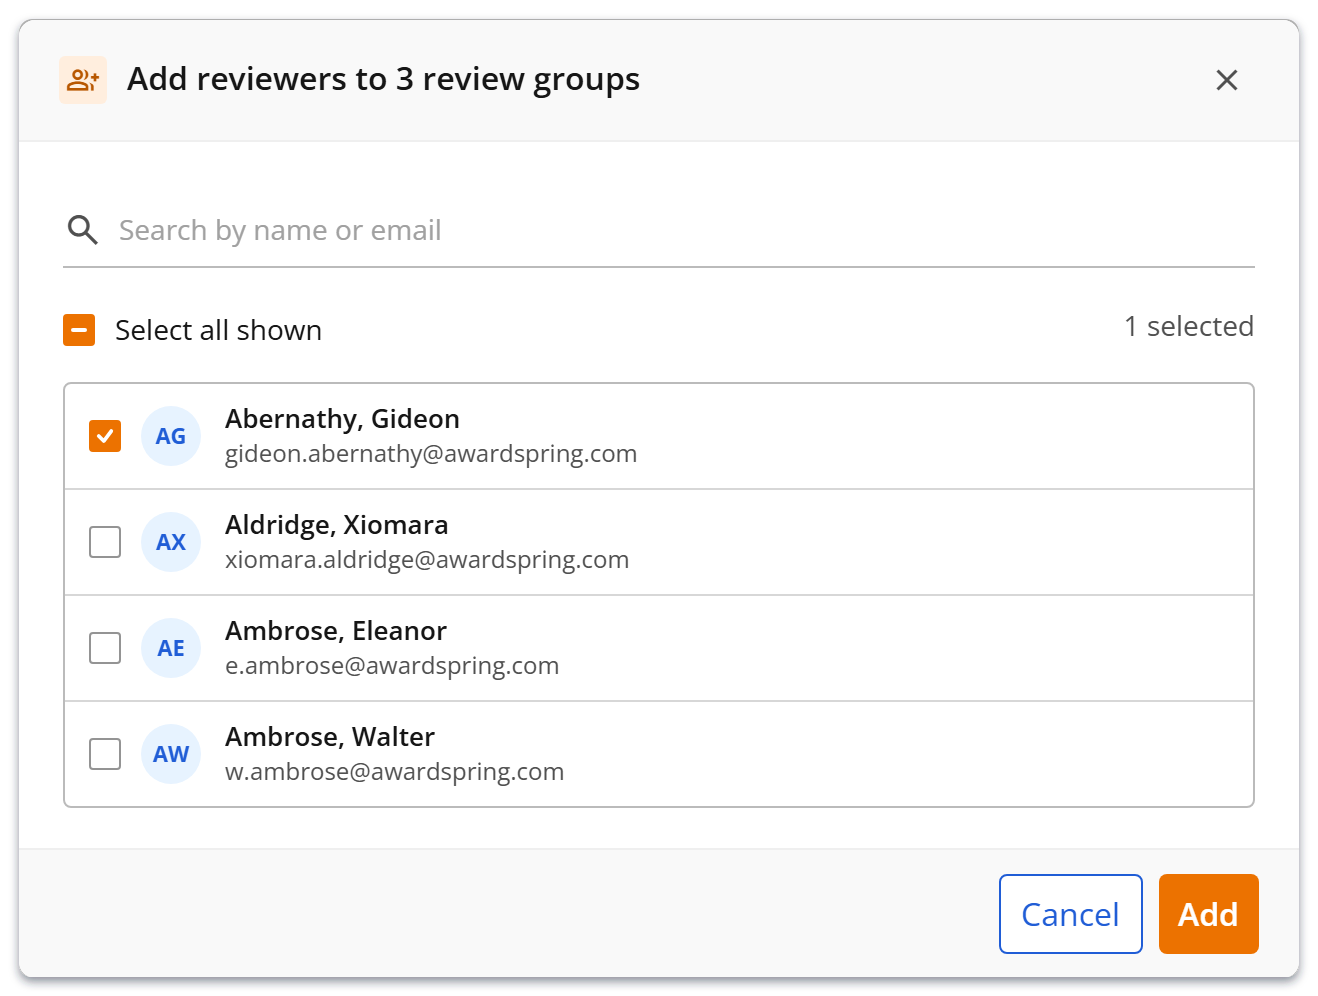 Add reviewers to 3 review groups
Search by name or email
Select all shown
1 selected
AG
Abernathy, Gideon
gideon.abernathy@awardspring.com
AX
Aldridge, Xiomara
xiomara.aldridge@awardspring.com
AE
Ambrose, Eleanor
e.ambrose@awardspring.com
AW
Ambrose, Walter
w.ambrose@awardspring.com
Cancel
Add